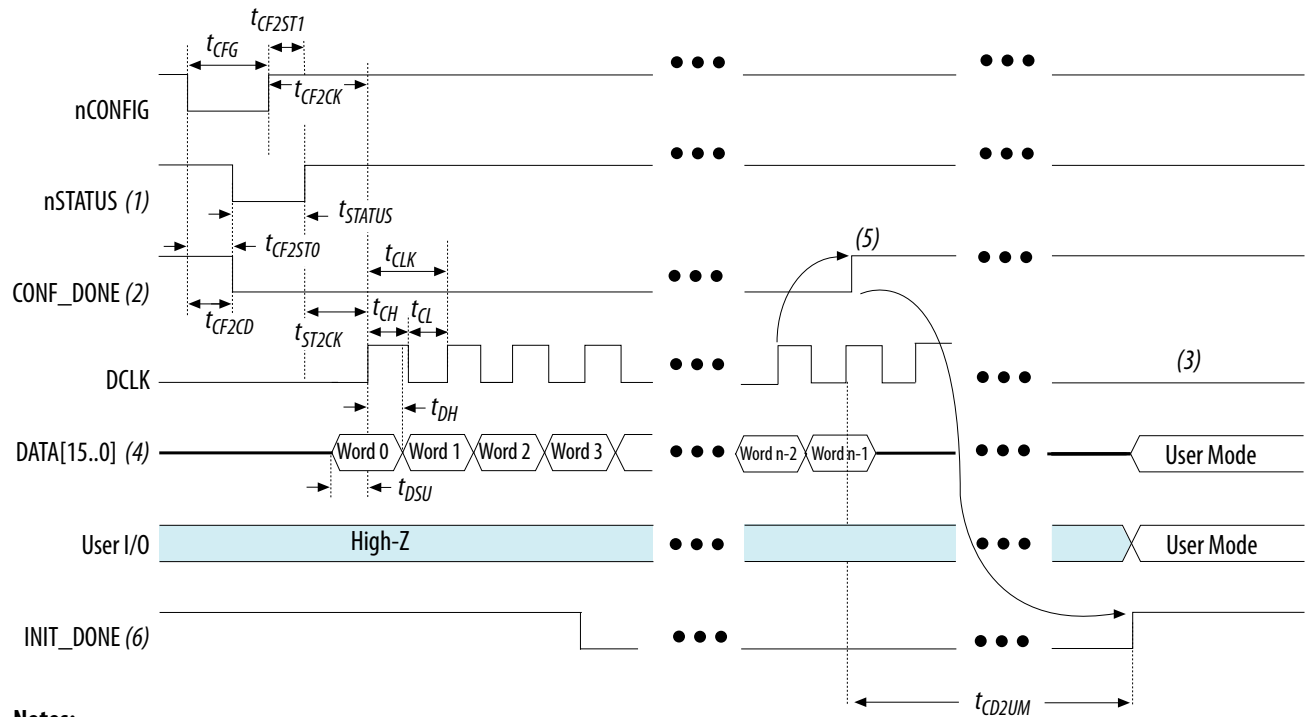 tCF2ST1
tCFG
tCF2CK
nCONFIG
nSTATUS (1)
tSTATUS
tCF2ST0
tCLK
(5)
CONF_DONE (2)
tCF2CD
tST2CK
tCH
tCL
DCLK
(3)
tDH
DATA[15..0] (4)
Word 0
Word 1
Word 2
Word 3
Word n-2
Word n-1
User Mode
tDSU
User I/O
High-Z
User Mode
INIT_DONE (6)
tCD2UM
Notes: